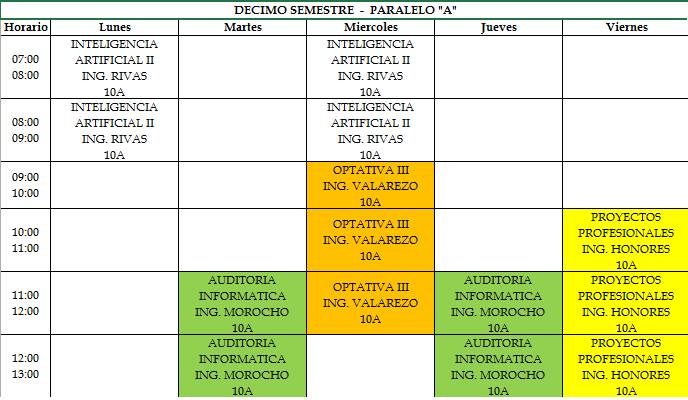 DECIMO SEMESTRE - PARALELO "A"
Horario Lunes Martes Miercoles Jueves Viernes
07:00
08:00
INTELIGENCIA
ARTIFICIAL II
ING. RIVAS
10A
INTELIGENCIA
ARTIFICIAL II
ING. RIVAS
10A
08:00
09:00
INTELIGENCIA
ARTIFICIAL II
ING. RIVAS
10A
INTELIGENCIA
ARTIFICIAL II
ING. RIVAS
10A
09:00
10:00
OPTATIVA III
ING. VALAREZO
10A
10:00
11:00
OPTATIVA III
ING. VALAREZO
10A
PROYECTOS
PROFESIONALES
ING. HONORES
10A
11:00
12:00
AUDITORIA
INFORMATICA
ING. MOROCHO
10A
OPTATIVA III
ING. VALAREZO
10A
AUDITORIA
INFORMATICA
ING. MOROCHO
10A
PROYECTOS
PROFESIONALES
ING. HONORES
10A
12:00
13:00
AUDITORIA
INFORMATICA
ING. MOROCHO
10A
AUDITORIA
INFORMATICA
ING. MOROCHO
10A
PROYECTOS
PROFESIONALES
ING. HONORES
10A